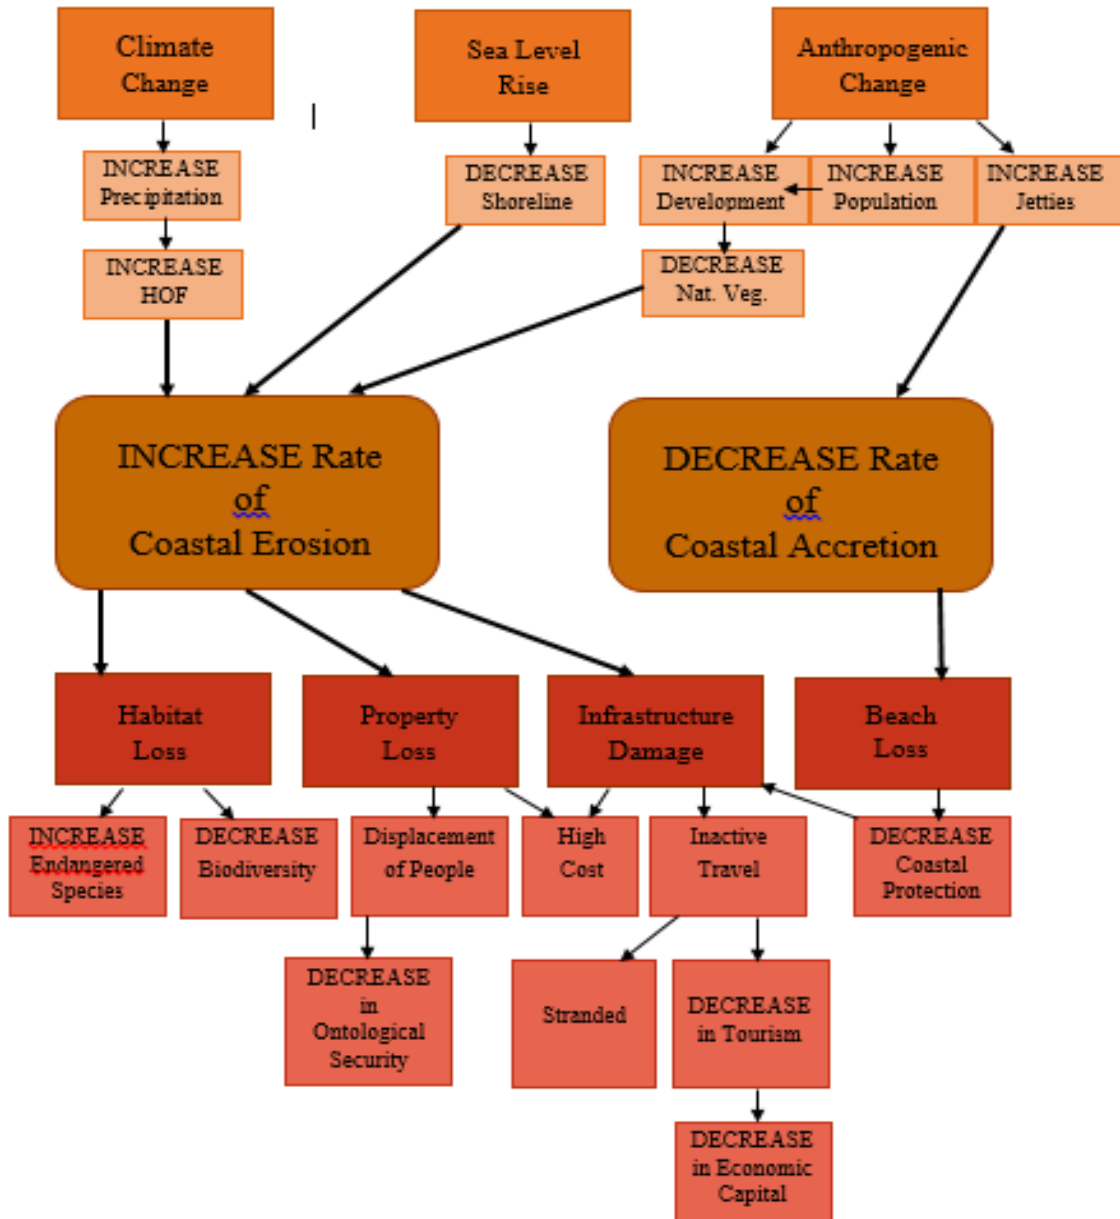 Climate
Change
Sea Level
Rise
Anthropogenic
Change
INCREASE
Precipitation
DECREASE
Shoreline
INCREASE
Development
INCREASE
Population
INCREASE
Jetties
INCREASE
HOF
DECREASE
Nat. Veg.
INCREASE Rate
of
Coastal Erosion
DECREASE Rate
of
Coastal Accretion
Habitat
Loss
Property
Loss
Infrastructure
Damage
Beach
Loss
INCREASE
Endangered
Species
DECREASE
Biodiversity
Displacement
of People
High
Cost
Inactive
Travel
DECREASE
Coastal
Protection
DECREASE
in
Ontological
Security
Stranded
DECREASE
in Tourism
DECREASE
in Economic
Capital